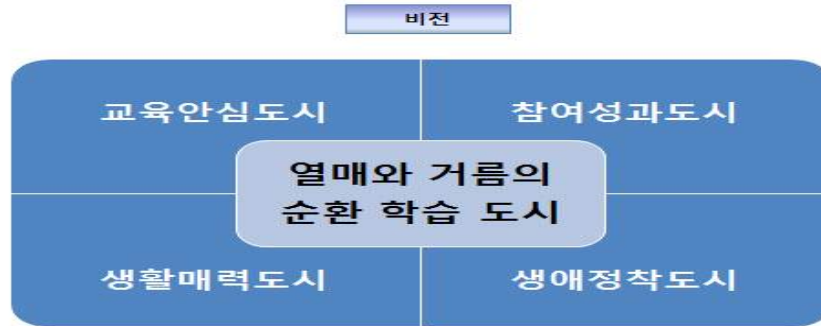 비전
교육안심도시
참여성과도시
열매와 거름의
순환 학습 도시
생활매력도시
생애정착도시